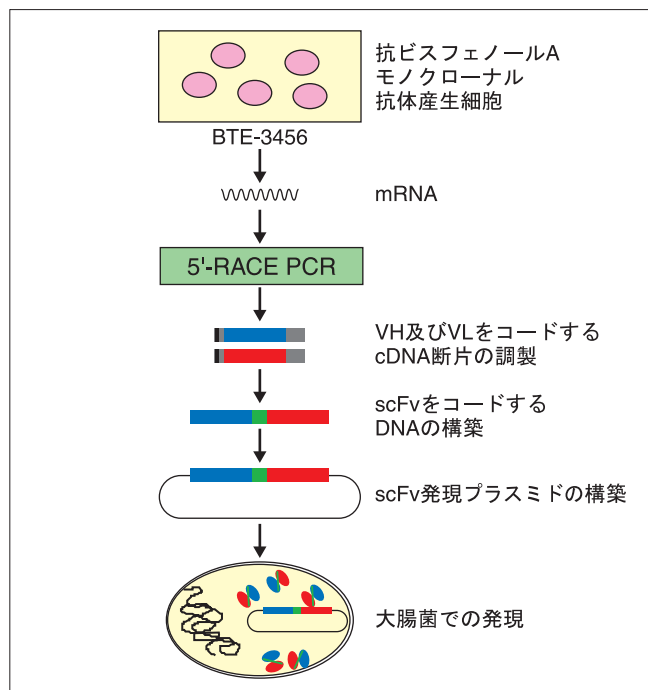 抗ビスフェノールA
モノクローナル
抗体産生細胞
BTE-3456
mRNA
5'-RACE PCR
VH及びVLをコードする
cDNA断片の調製
scFvをコードする
DNAの構築
scFv発現プラスミドの構築
大腸菌での発現